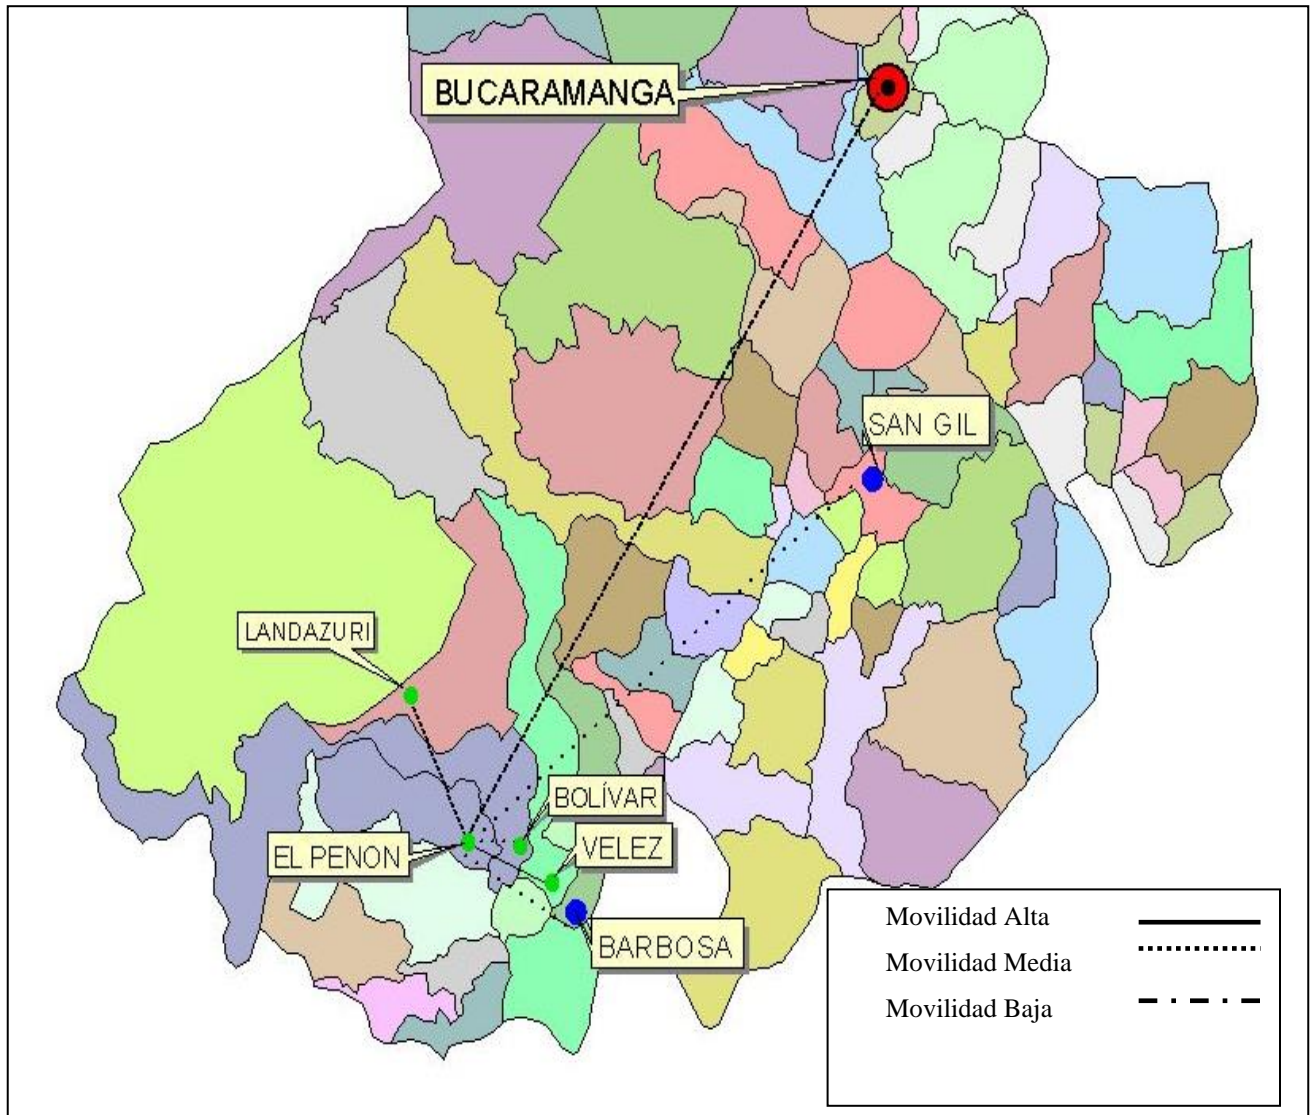 BUCARAMANGA
SAN GIL
LANDAZURI
BOLÍVAR
EL PENON
VELEZ
BARBOSA
Movilidad Alta
Movilidad Media
Movilidad Baja